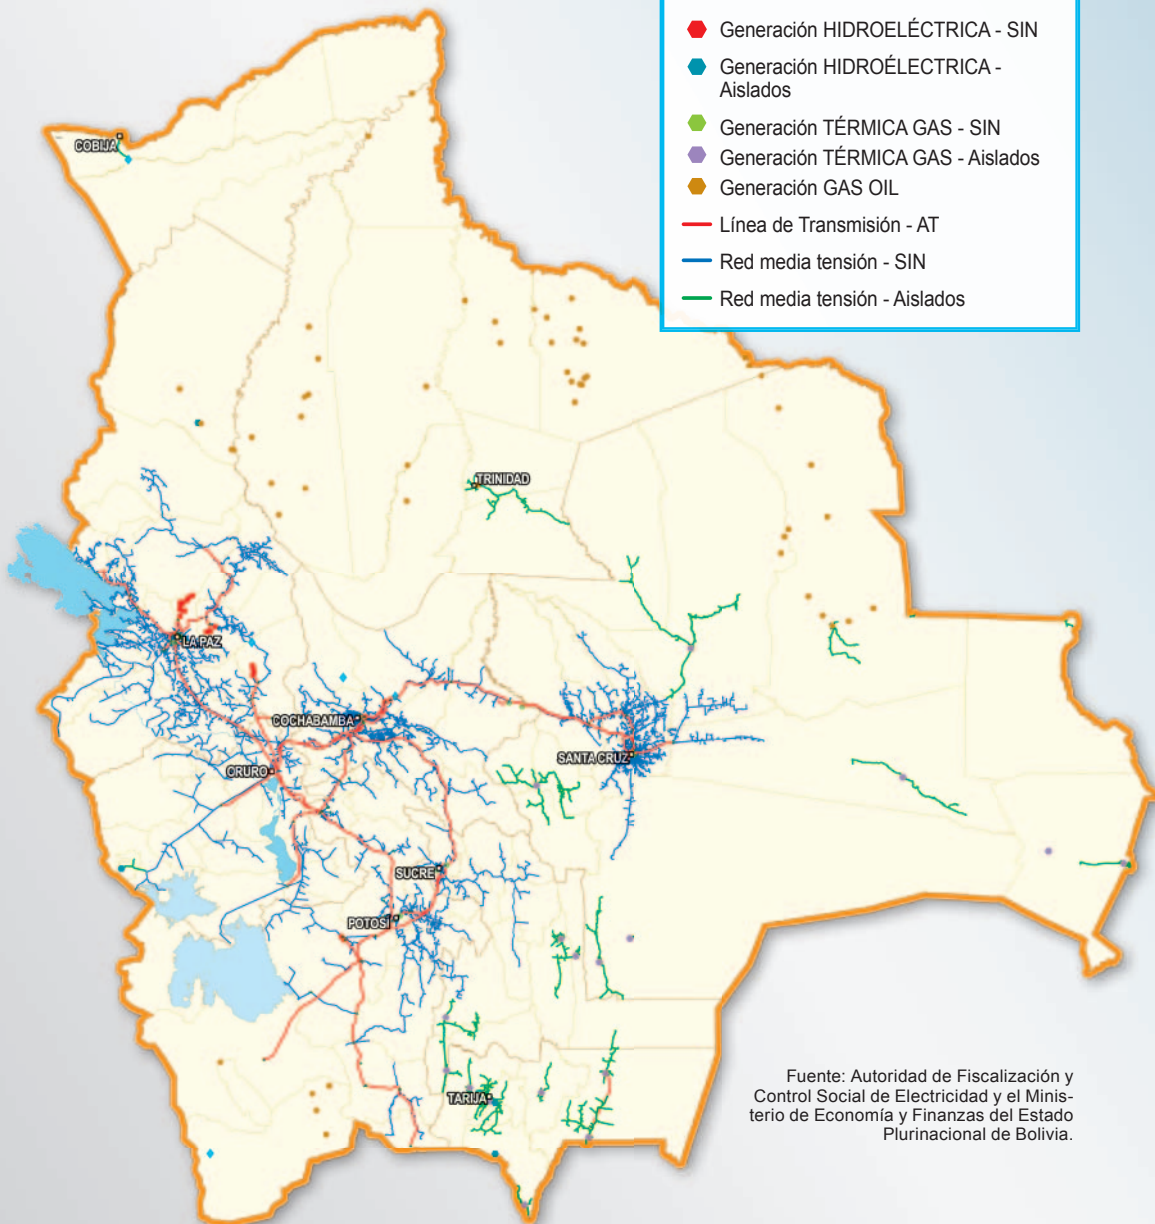 Generación HIDROELÉCTRICA - SIN
Generación HIDROÉLECTRICA -
Aislados
Generación TÉRMICA GAS - SIN
Generación TÉRMICA GAS - Aislados
Generación GAS OIL
Línea de Transmisión - AT
Red media tensión - SIN
Red media tensión - Aislados
COBIJA
TRINIDAD
LA PAZ
COCHABAMBA
SANTA CRUZ
ORURO
SUCRE
POTOSÍ
TARIJA
Fuente: Autoridad de Fiscalización y
Control Social de Electricidad y el Minis-
terio de Economía y Finanzas del Estado
Plurinacional de Bolivia.